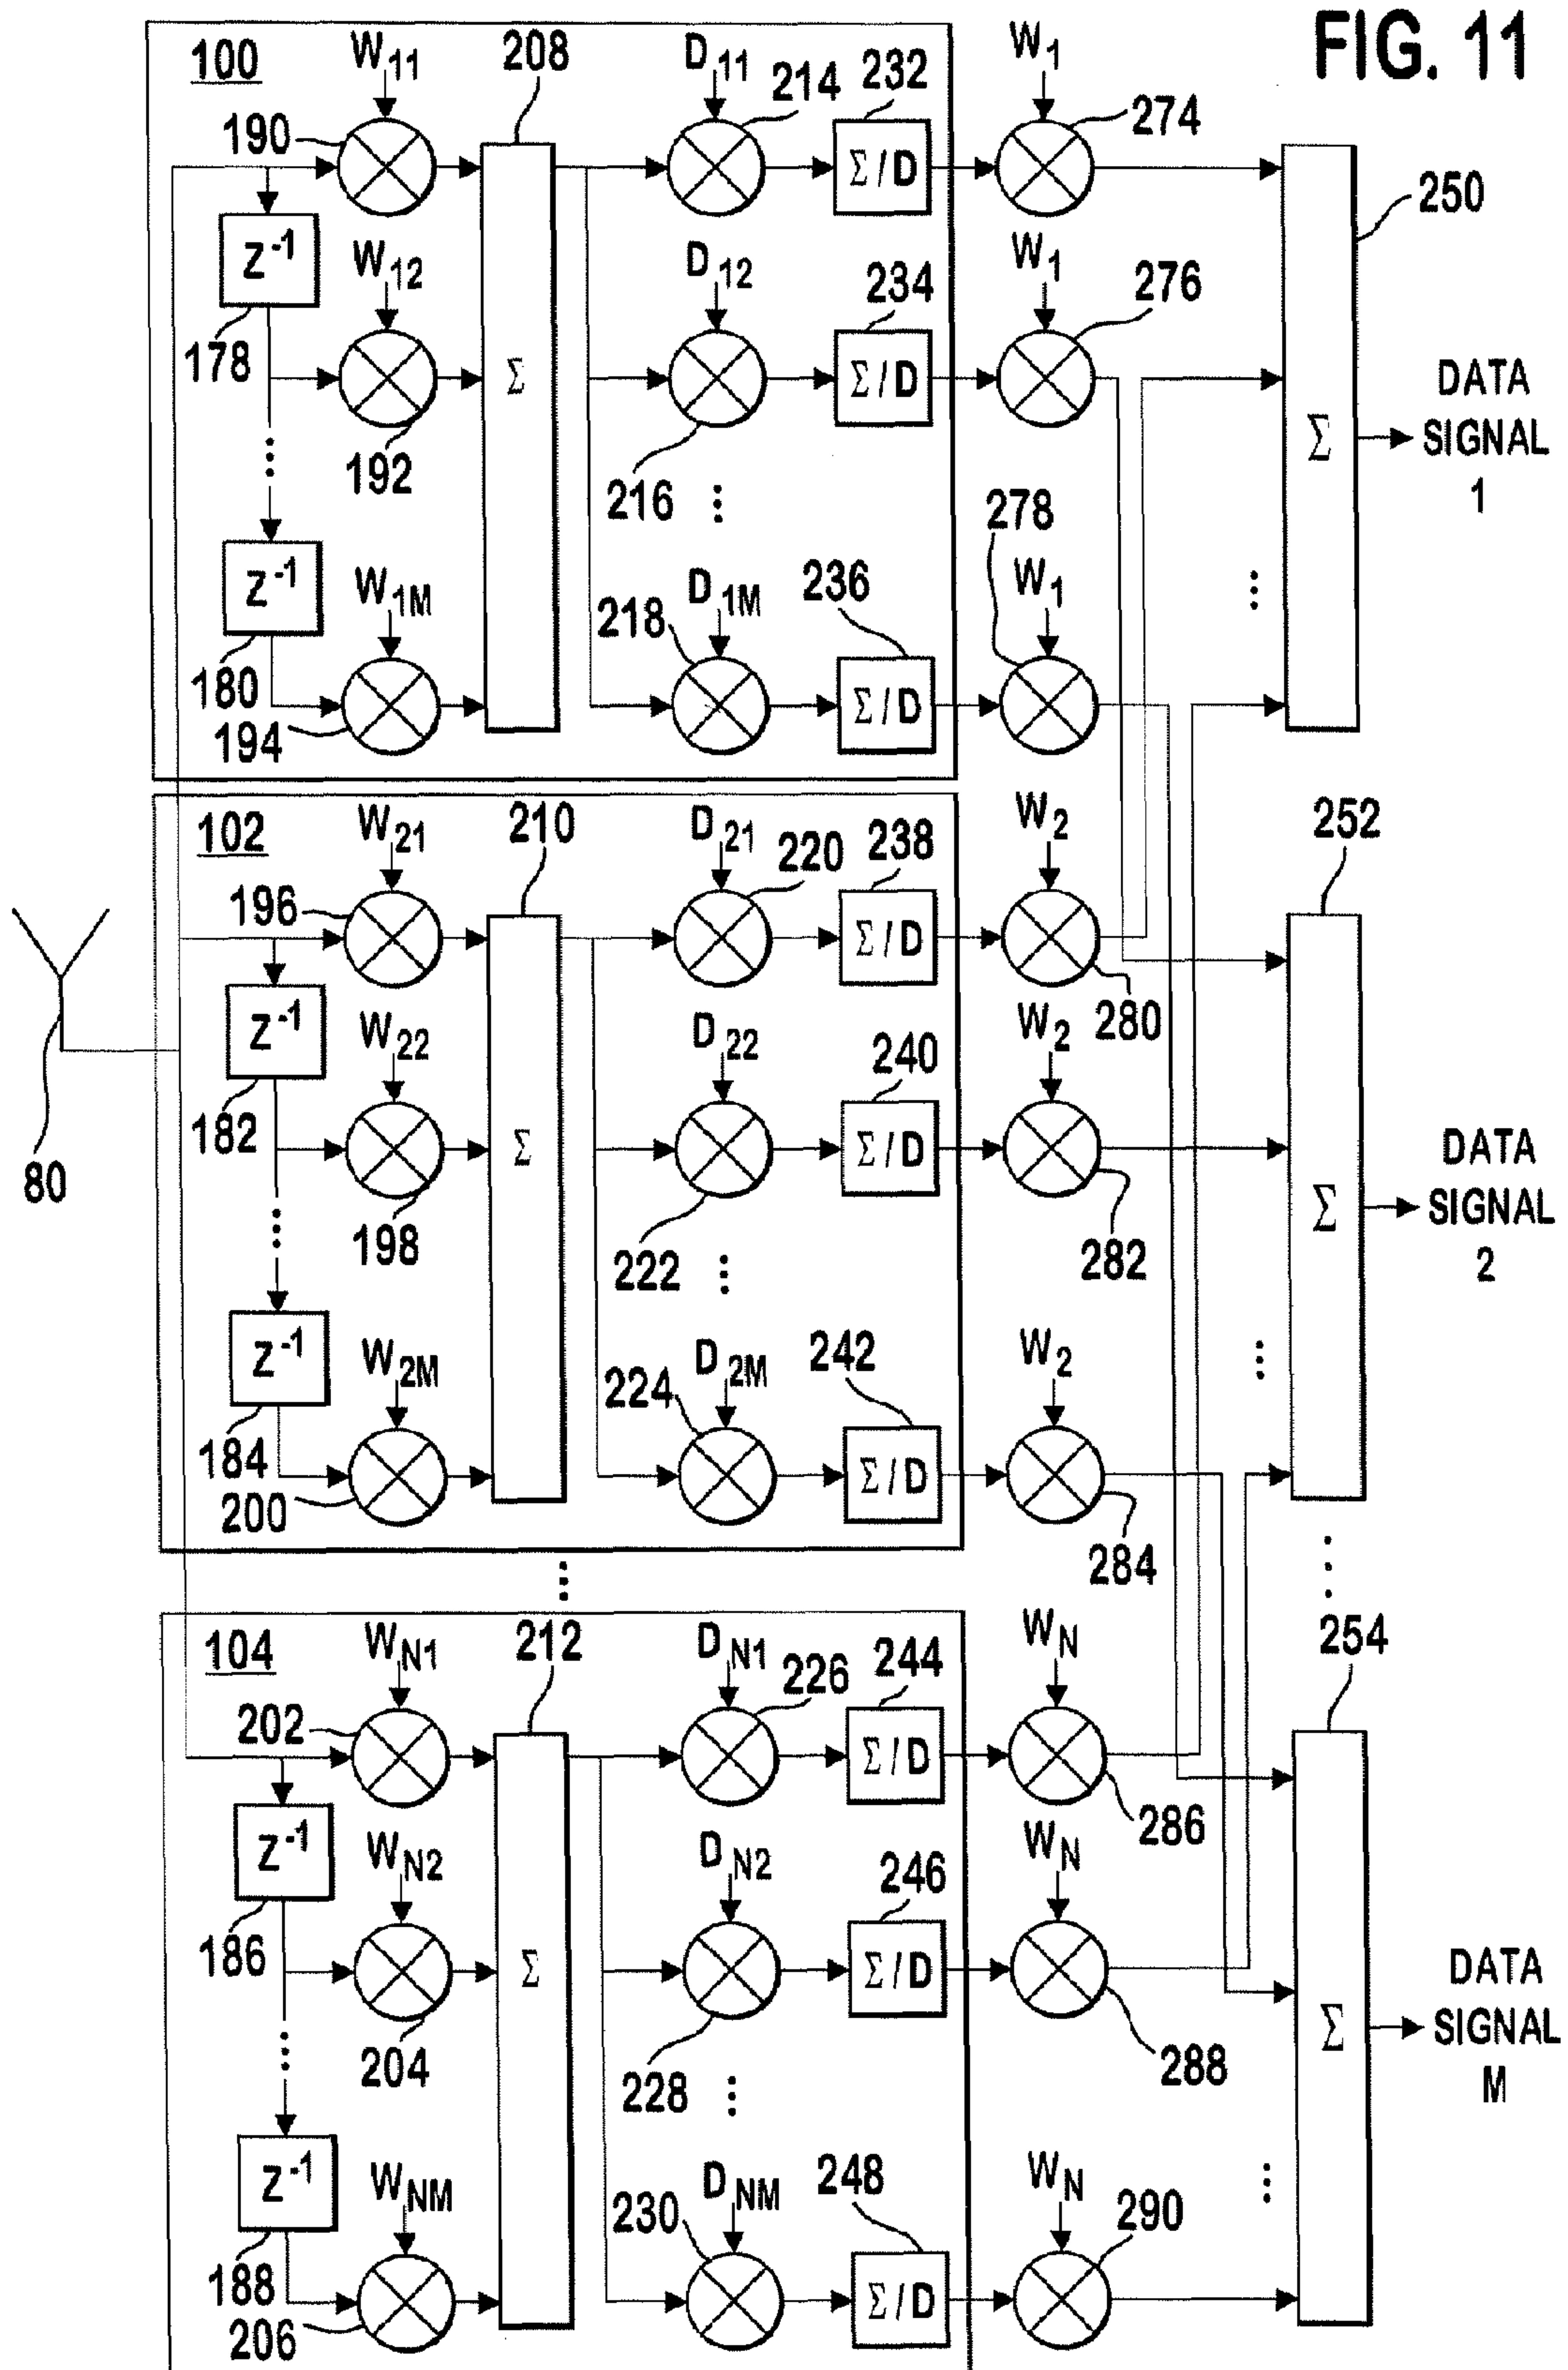 FIG. 11
100
W11
208
D11
214
232
W1
274
190
Σ/D
250
Z-1
W12
D12
234
W1
276
178
Σ
Σ/D
DATA
SIGNAL
1
Σ
192
216
278
Z-1
W1M
D1M
236
W1
218
180
194
Σ/D
102
W21
210
D21
220
238
W2
252
196
Σ/D
280
Z-1
W22
D22
240
W2
182
80
Σ
Σ/D
DATA
SIGNAL
2
Σ
198
222
282
Z-1
W2M
D2M
242
W2
224
184
200
Σ/D
284
104
WN1
212
DN1
226
244
WN
254
202
Σ/D
286
Z-1
WN2
DN2
246
WN
186
Σ
Σ/D
DATA
SIGNAL
M
Σ
204
228
288
Z-1
WNM
DNM
248
WN
290
230
188
206
Σ/D